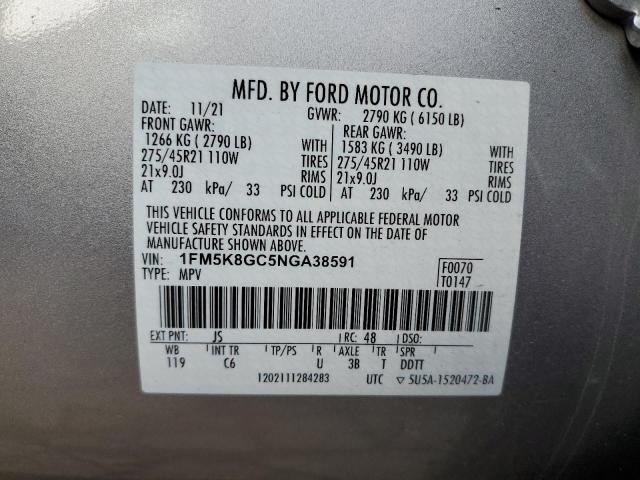 MFD. BY FORD MOTOR CO.
DATE: 11/21 GVWR: 2790 KG ( 6150 LB)
FRONT GAWR: REAR GAWR:
1266 KG ( 2790 LB) 1583 KG ( 3490 LB)
275/45R21 110W TIRES 275/45R21 110W TIRES
21x9.0J RIMS 21x9.0J RIMS
AT 230 kPa/ 33 PSI COLD AT 230 kPa/ 33 PSI COLD
THIS VEHICLE CONFORMS TO ALL APPLICABLE FEDERAL MOTOR
VEHICLE SAFETY STANDARDS IN EFFECT ON THE DATE OF
MANUFACTURE SHOWN ABOVE.
VIN: 1FM5K8GC5NGA38591 F0070
TYPE: MPV T0147
EXT PNT: JS RC: 48 DSO:
WB INT TR TP/PS R AXLE TR SPR
119 C6 U 3B T DDTT
1202111284283 UTC ▽ 5U5A-1520472-BA